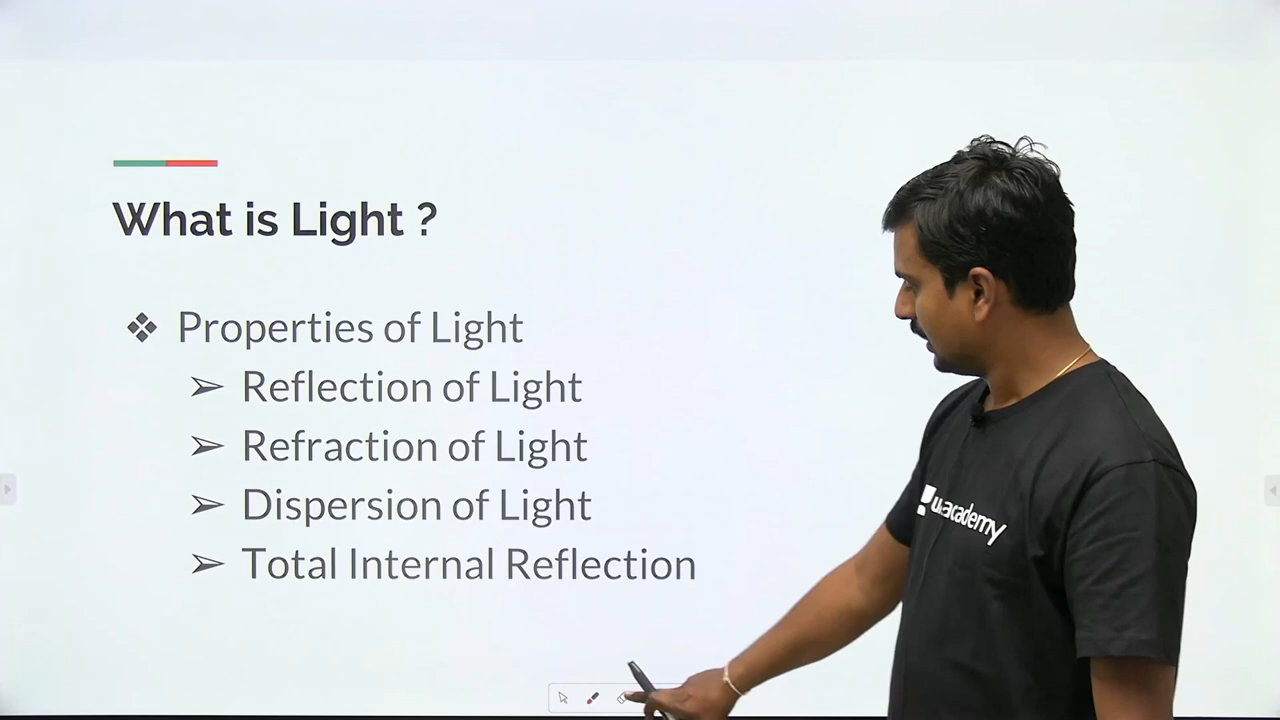 What is Light ?
❖ Properties of Light
➢ Reflection of Light
➢ Refraction of Light
➢ Dispersion of Light
➢ Total Internal Reflection
unacademy